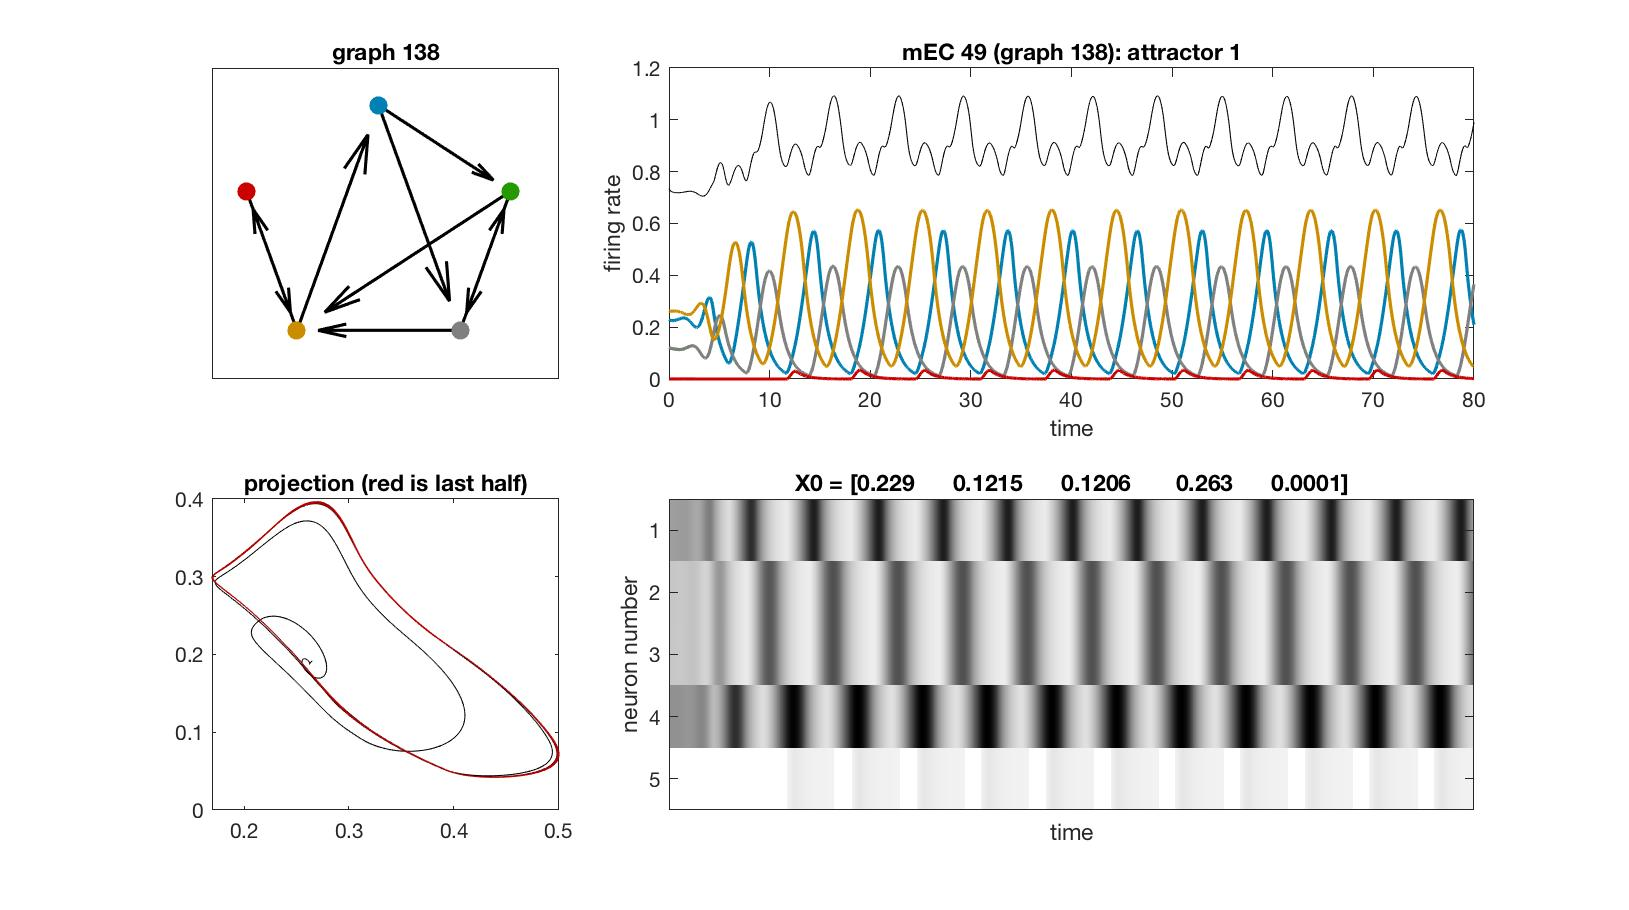 graph 138
mEC 49 (graph 138): attractor 1
1.2
1
0.8
0.6
0.4
0.2
0
firing rate
0 10 20 30 40 50 60 70 80
time
projection (red is last half)
0.4
0.3
0.2
0.1
0
0.2 0.3 0.4 0.5
X0 = [0.229 0.1215 0.1206 0.263 0.0001]
1
2
3
4
5
neuron number
time